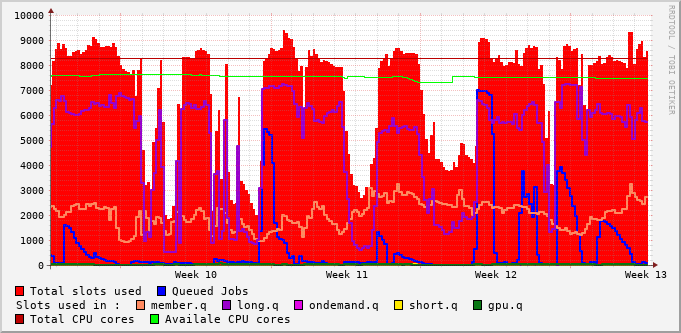 10000
9000
8000
7000
6000
5000
4000
3000
2000
1000
0
Week 10 Week 11 Week 12 Week 13
RRDTOOL / TOBI OETIKER
Total slots used Queued Jobs
Slots used in : member.q long.q ondemand.q short.q gpu.q
Total CPU cores Availale CPU cores